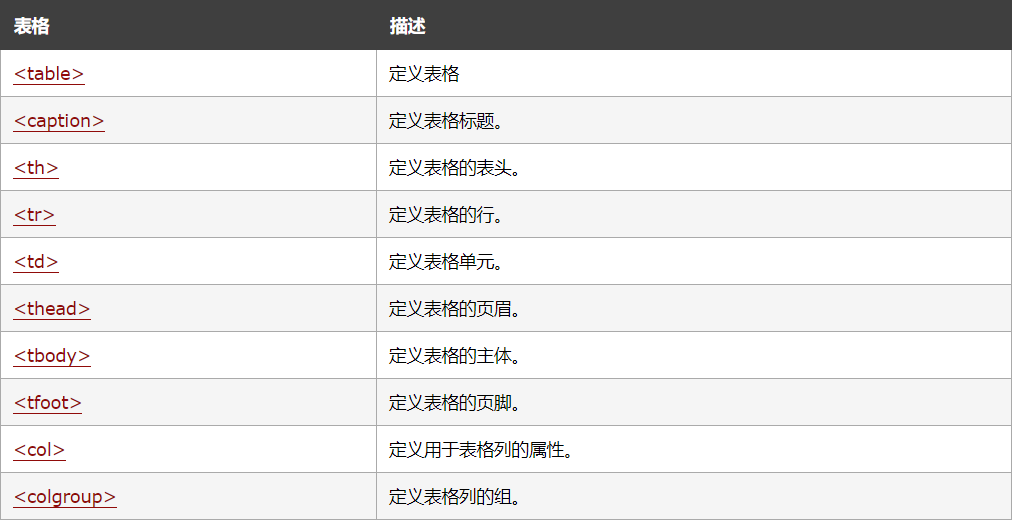 表格 描述
<table> 定义表格
<caption> 定义表格标题。
<th> 定义表格的表头。
<tr> 定义表格的行。
<td> 定义表格单元。
<thead> 定义表格的页眉。
<tbody> 定义表格的主体。
<tfoot> 定义表格的页脚。
<col> 定义用于表格列的属性。
<colgroup> 定义表格列的组。